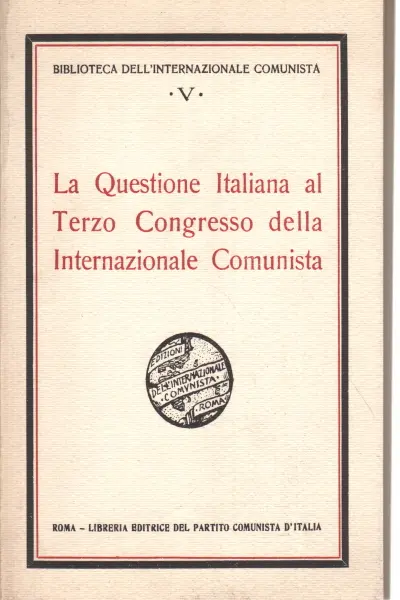 BIBLIOTECA DELL'INTERNAZIONALE COMUNISTA
·V·
La Questione Italiana al
Terzo Congresso della
Internazionale Comunista
EDIZIONI
DELL'INTERNAZIONALE
COMVNISTA
·ROMA·
ROMA – LIBRERIA EDITRICE DEL PARTITO COMUNISTA D'ITALIA